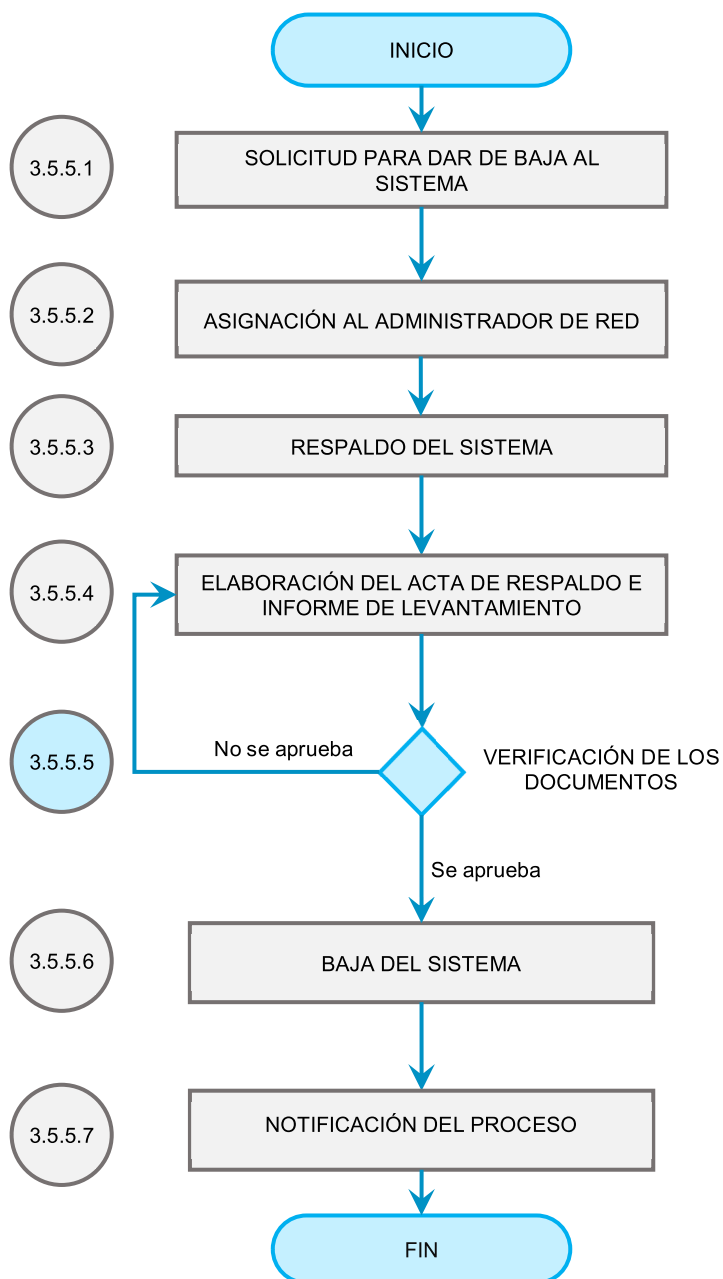 INICIO
3.5.5.1
SOLICITUD PARA DAR DE BAJA AL
SISTEMA
3.5.5.2
ASIGNACIÓN AL ADMINISTRADOR DE RED
3.5.5.3
RESPALDO DEL SISTEMA
3.5.5.4
ELABORACIÓN DEL ACTA DE RESPALDO E
INFORME DE LEVANTAMIENTO
3.5.5.5
No se aprueba
VERIFICACIÓN DE LOS
DOCUMENTOS
Se aprueba
3.5.5.6
BAJA DEL SISTEMA
3.5.5.7
NOTIFICACIÓN DEL PROCESO
FIN